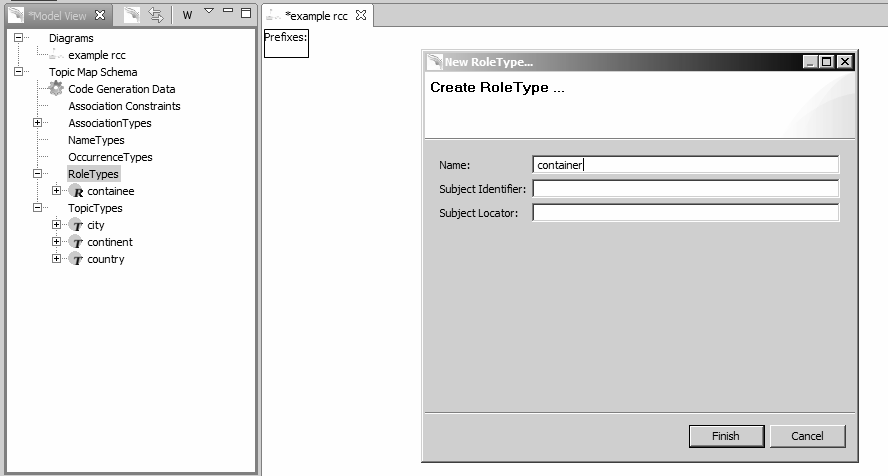 *Model View
W
Diagrams
example rcc
Topic Map Schema
Code Generation Data
Association Constraints
AssociationTypes
NameTypes
OccurrenceTypes
RoleTypes
R containee
TopicTypes
T city
T continent
T country
*example rcc
Prefixes:
New RoleType...
Create RoleType ...
Name: container
Subject Identifier:
Subject Locator:
Finish Cancel